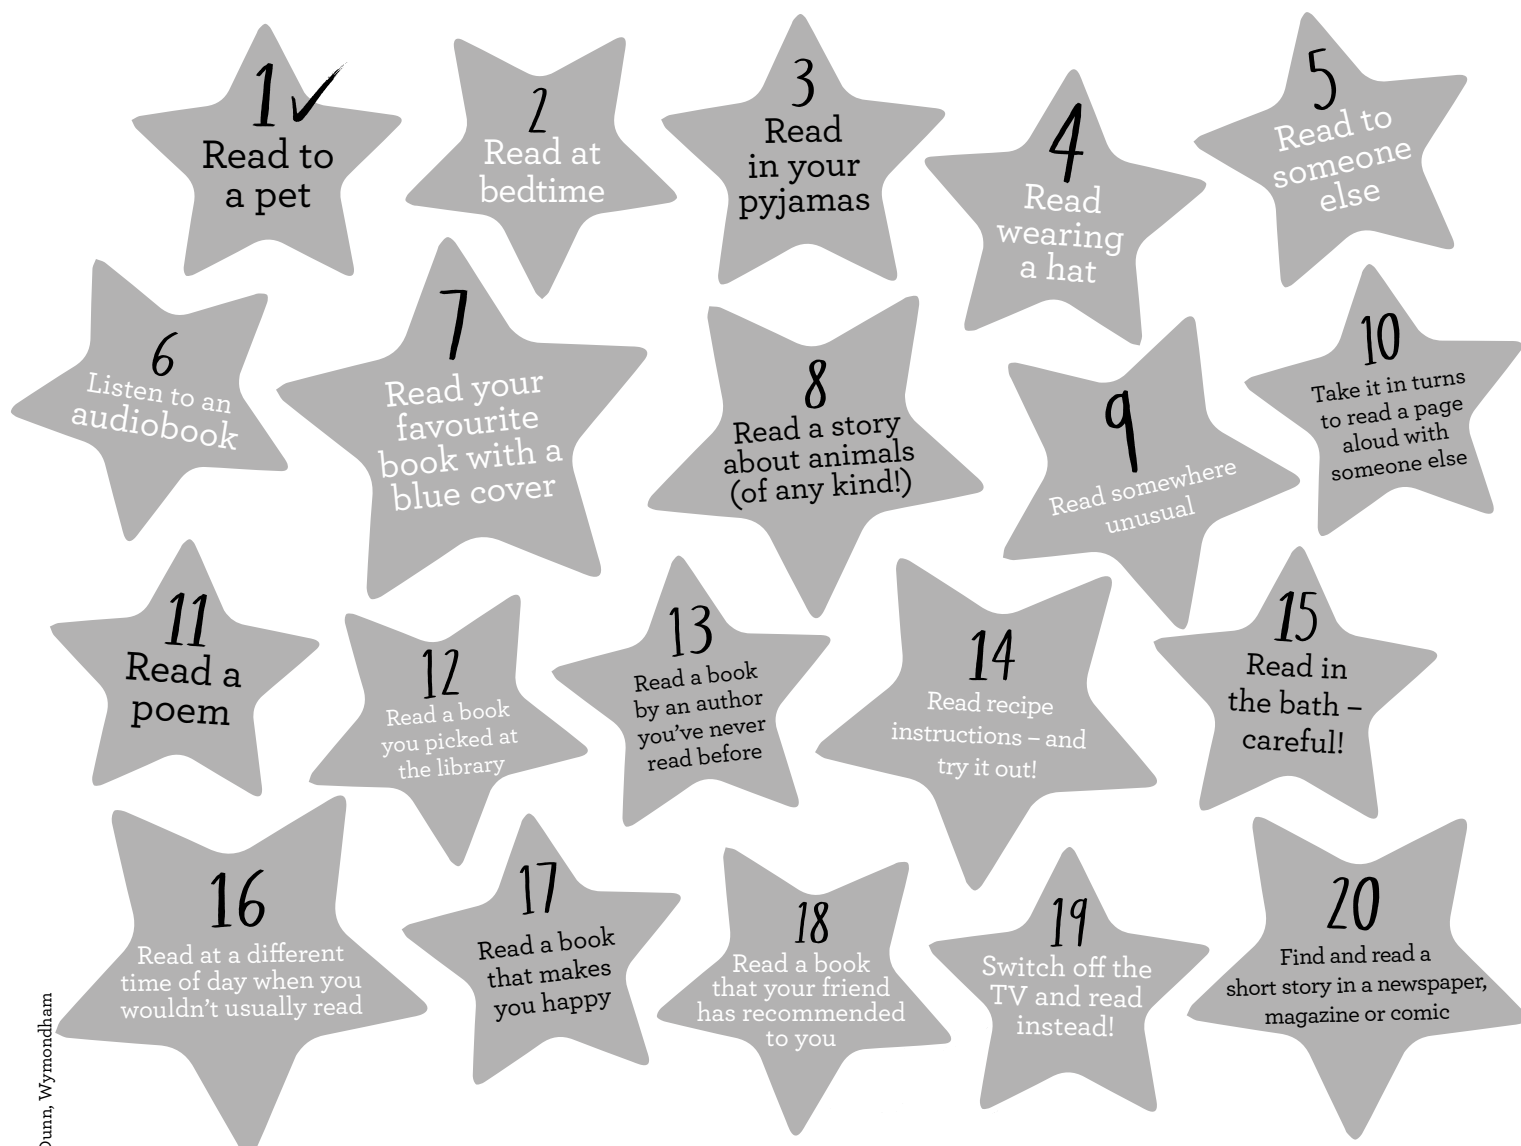 1
Read to
a pet
2
Read at
bedtime
3
Read
in your
pyjamas
4
Read
wearing
a hat
5
Read to
someone
else
6
Listen to an
audiobook
7
Read your
favourite
book with a
blue cover
8
Read a story
about animals
(of any kind!)
9
Read somewhere
unusual
10
Take it in turns
to read a page
aloud with
someone else
11
Read a
poem
12
Read a book
you picked at
the library
13
Read a book
by an author
you’ve never
read before
14
Read recipe
instructions – and
try it out!
15
Read in
the bath –
careful!
16
Read at a different
time of day when you
wouldn’t usually read
17
Read a book
that makes
you happy
18
Read a book
that your friend
has recommended
to you
19
Switch off the
TV and read
instead!
20
Find and read a
short story in a newspaper,
magazine or comic
Wymondham